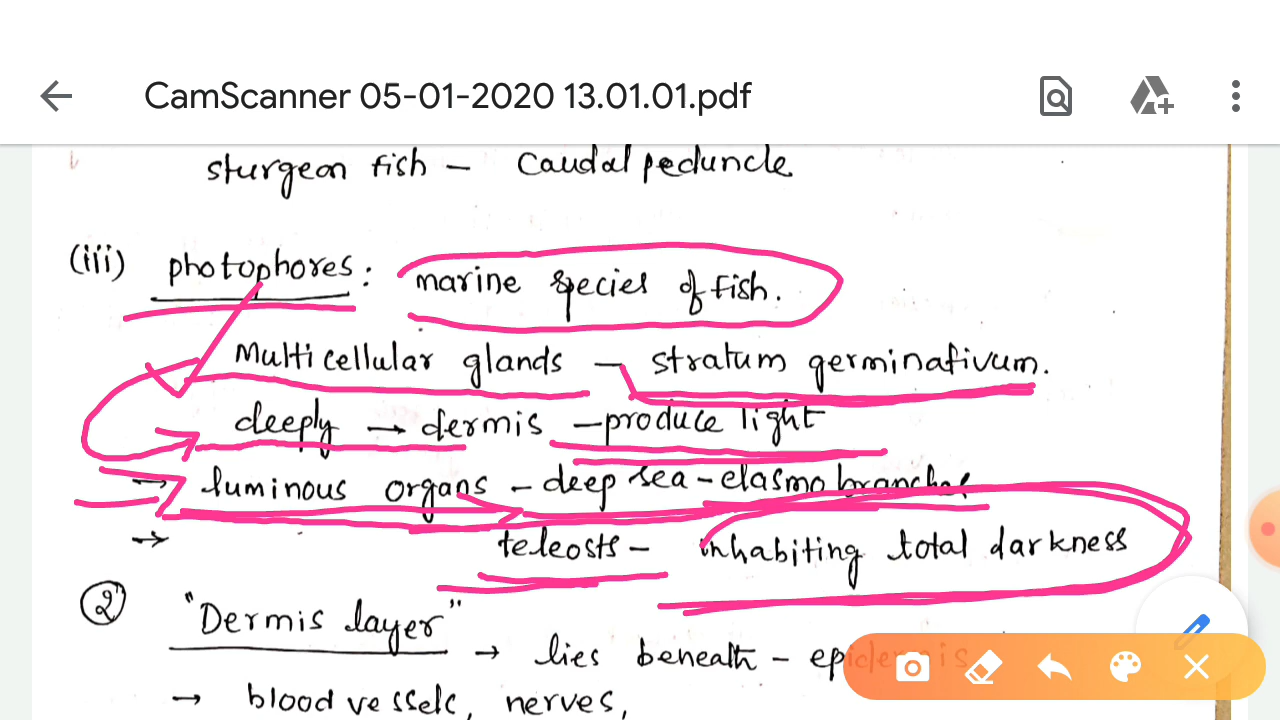 CamScanner 05-01-2020 13.01.01.pdf
sturgeon fish - Caudal peduncle
(iii) photophores: marine species of fish.
Multicellular glands - stratum germinativum.
deeply → dermis - produce light
→ luminous organs - deep sea - elasmobranches
→ teleosts - inhabiting total darkness
② "Dermis layer"
→ lies beneath - epidermis
→ blood vessels, nerves,